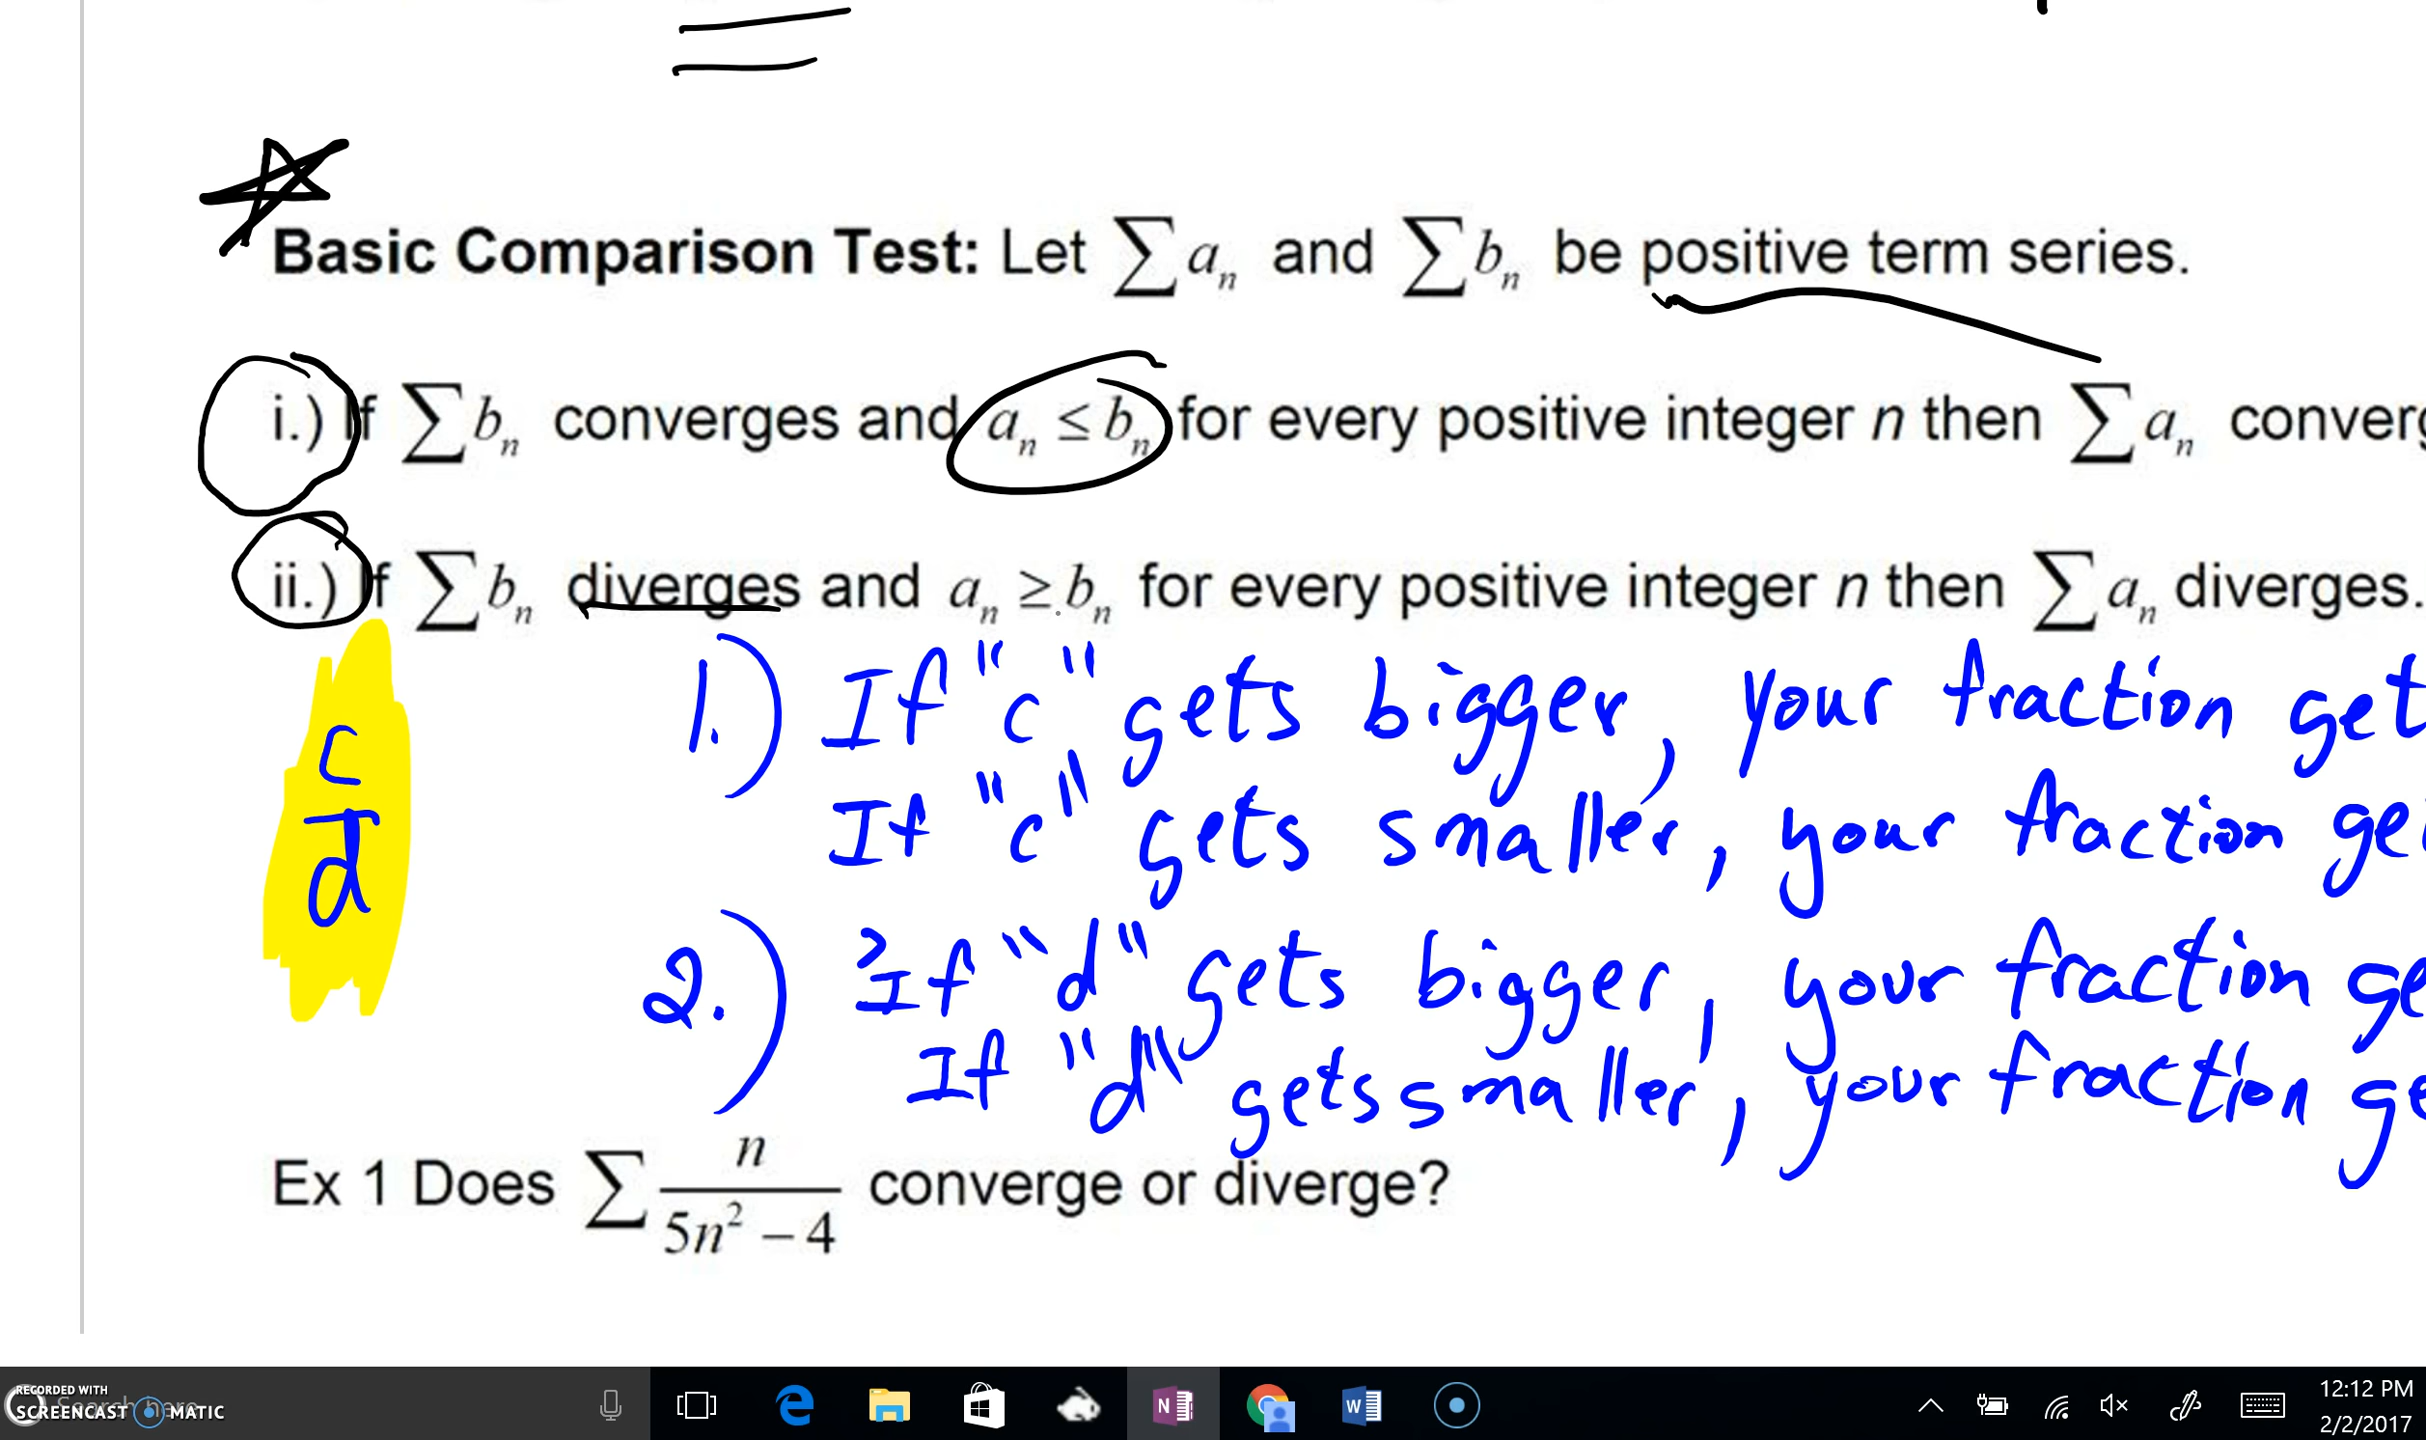 Basic Comparison Test: Let ∑aₙ and ∑bₙ be positive term series.
i.) If ∑bₙ converges and aₙ ≤ bₙ for every positive integer n then ∑aₙ converg
ii.) If ∑bₙ diverges and aₙ ≥ bₙ for every positive integer n then ∑aₙ diverges.
1.) If "c" gets bigger, your fraction get
c
If "c" gets smaller, your fraction ge
d
2.) If "d" gets bigger, your fraction ge
If "d" gets smaller, your fraction ge
Ex 1 Does ∑ n/(5n² − 4) converge or diverge?
RECORDED WITH
SCREENCAST MATIC
Search here
N
W
12:12 PM
2/2/2017